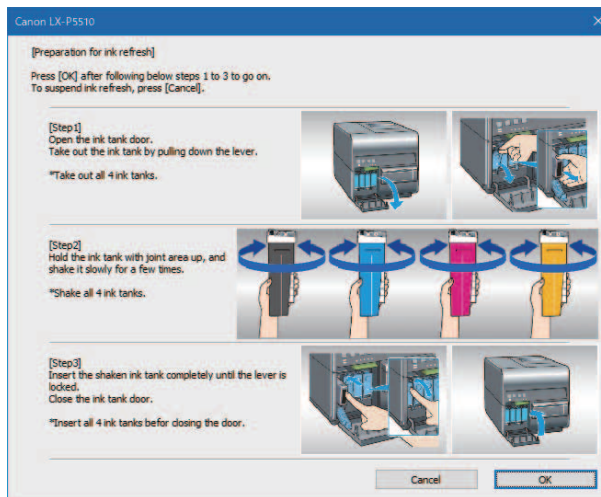 Canon LX-P5510
[Preparation for ink refresh]
Press [OK] after following below steps 1 to 3 to go on.
To suspend ink refresh, press [Cancel].
[Step1]
Open the ink tank door.
Take out the ink tank by pulling down the lever.
*Take out all 4 ink tanks.
[Step2]
Hold the ink tank with joint area up, and
shake it slowly for a few times.
*Shake all 4 ink tanks.
[Step3]
Insert the shaken ink tank completely until the lever is
locked.
Close the ink tank door.
*Insert all 4 ink tanks befor closing the door.
Cancel
OK